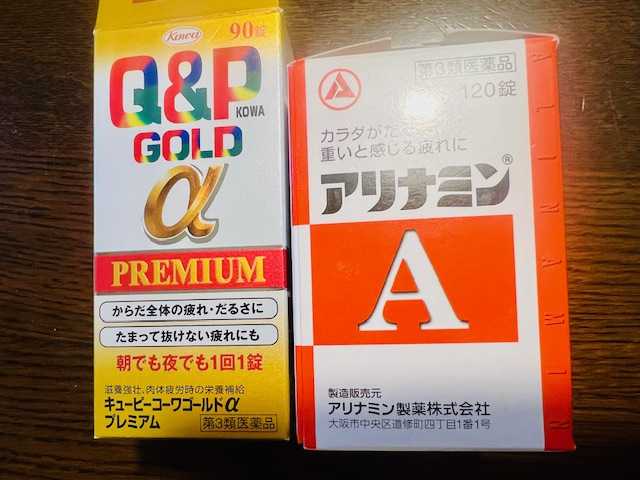 Kowa
90錠
Q&P
KOWA
GOLD
α
PREMIUM
からだ全体の疲れ・だるさに
たまって抜けない疲れにも
朝でも夜でも1回1錠
滋養強壮、肉体疲労時の栄養補給
キューピーコーワゴールドα
プレミアム
第3類医薬品
第3類医薬品
120錠
カラダがだ
重いと感じる疲れに
アリナミン®
A
製造販売元
アリナミン製薬株式会社
大阪市中央区道修町四丁目1番1号
ALINAMIN